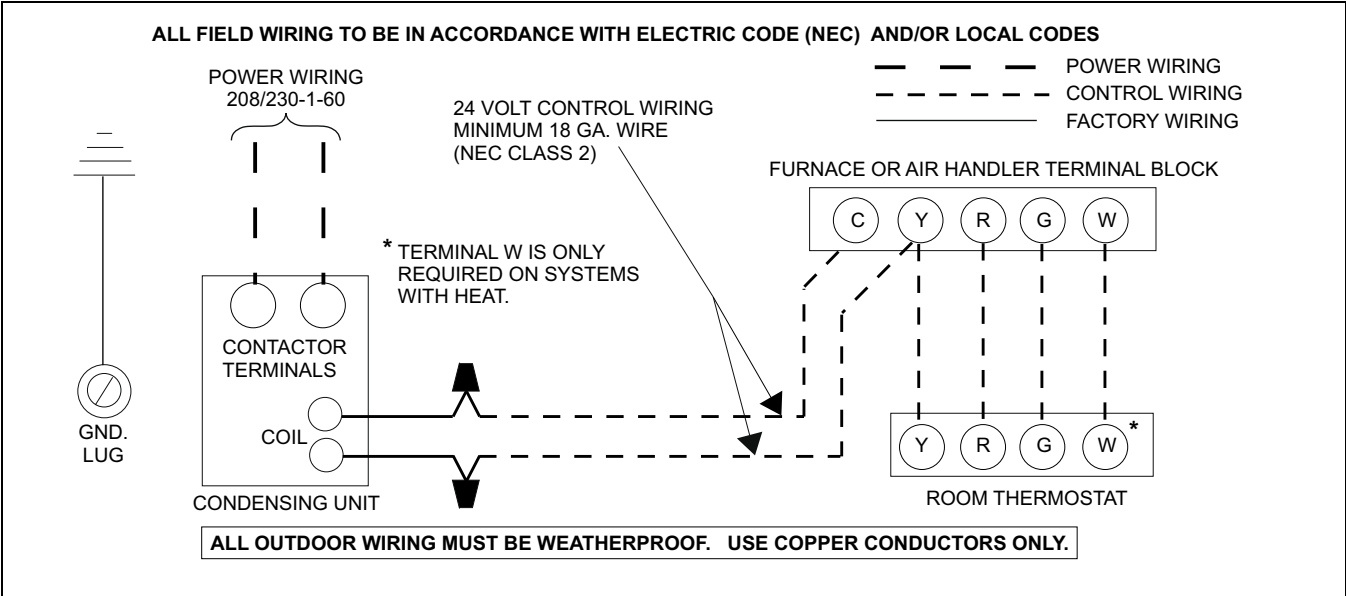 ALL FIELD WIRING TO BE IN ACCORDANCE WITH ELECTRIC CODE (NEC) AND/OR LOCAL CODES
POWER WIRING
208/230-1-60
POWER WIRING
CONTROL WIRING
FACTORY WIRING
24 VOLT CONTROL WIRING
MINIMUM 18 GA. WIRE
(NEC CLASS 2)
FURNACE OR AIR HANDLER TERMINAL BLOCK
C Y R G W
* TERMINAL W IS ONLY
REQUIRED ON SYSTEMS
WITH HEAT.
CONTACTOR
TERMINALS
COIL
GND.
LUG
CONDENSING UNIT
Y R G W *
ROOM THERMOSTAT
ALL OUTDOOR WIRING MUST BE WEATHERPROOF. USE COPPER CONDUCTORS ONLY.